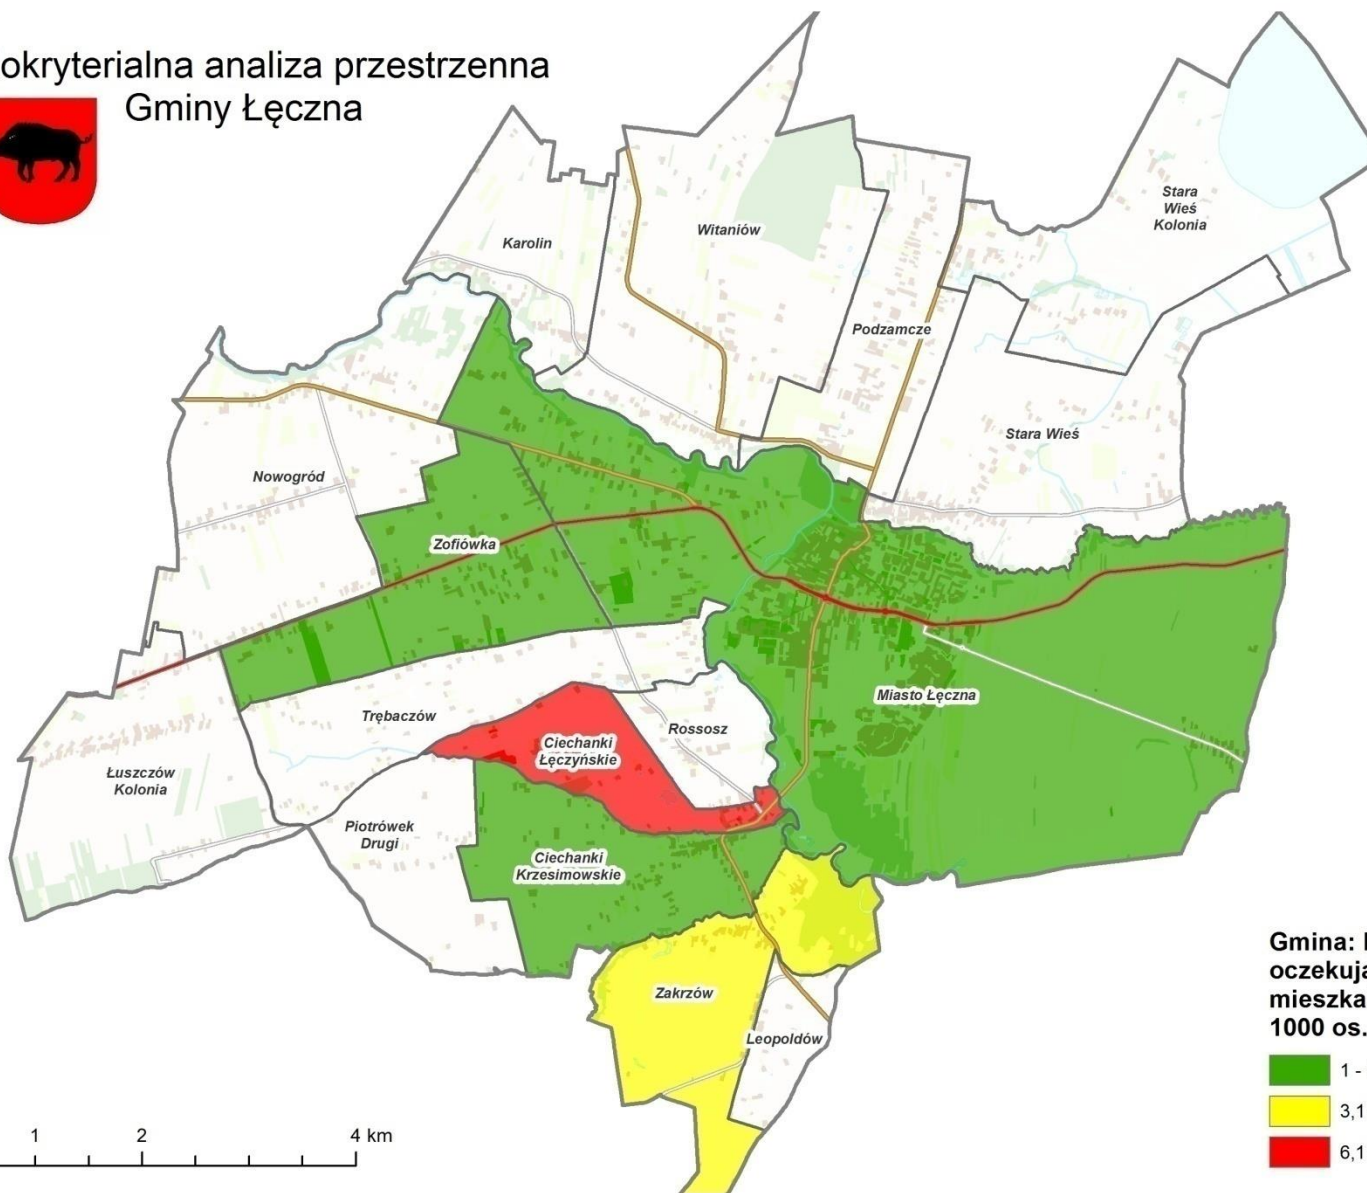 okryterialna analiza przestrzenna
Gminy Łęczna
Stara
Wieś
Kolonia
Witaniów
Karolin
Podzamcze
Stara Wieś
Nowogród
Zofiówka
Miasto Łęczna
Trębaczów
Rossosz
Ciechanki
Łęczyńskie
Łuszczów
Kolonia
Piotrówek
Drugi
Ciechanki
Krzesimowskie
Zakrzów
Leopoldów
Gmina:
oczekują
mieszka
1000 os.
1 -
3,1
6,1
1 2 4 km